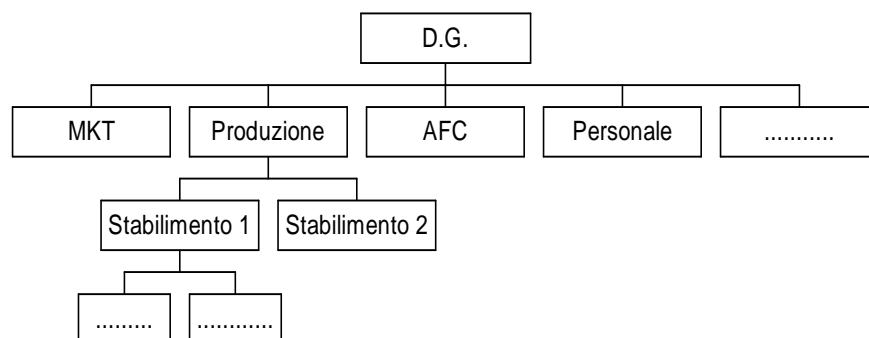 D.G.
MKT
Produzione
AFC
Personale
...........
Stabilimento 1
Stabilimento 2
.........
............